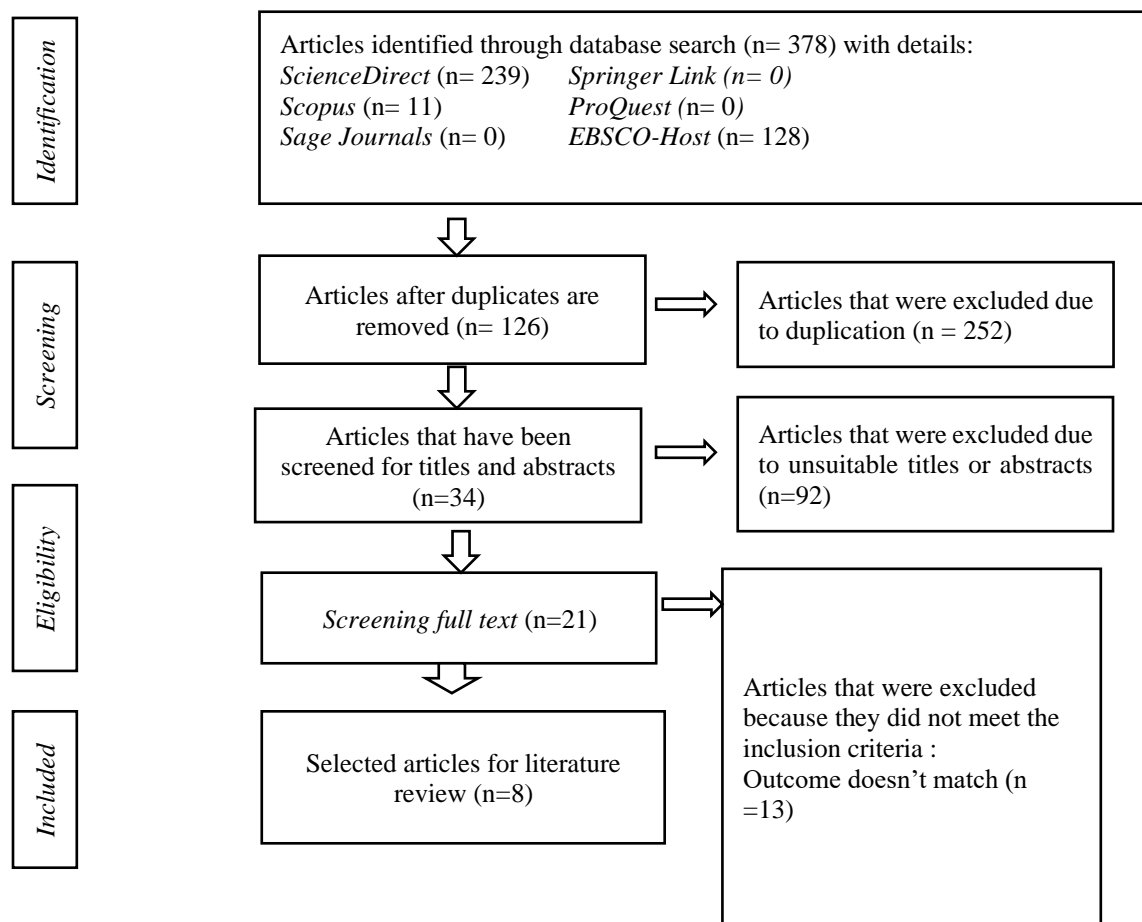 Identification
Articles identified through database search (n= 378) with details:
ScienceDirect (n= 239) Springer Link (n= 0)
Scopus (n= 11) ProQuest (n= 0)
Sage Journals (n= 0) EBSCO-Host (n= 128)
Screening
Articles after duplicates are
removed (n= 126)
Articles that were excluded due
to duplication (n = 252)
Articles that have been
screened for titles and abstracts
(n=34)
Articles that were excluded due
to unsuitable titles or abstracts
(n=92)
Eligibility
Screening full text (n=21)
Articles that were excluded
because they did not meet the
inclusion criteria :
Outcome doesn’t match (n
=13)
Included
Selected articles for literature
review (n=8)